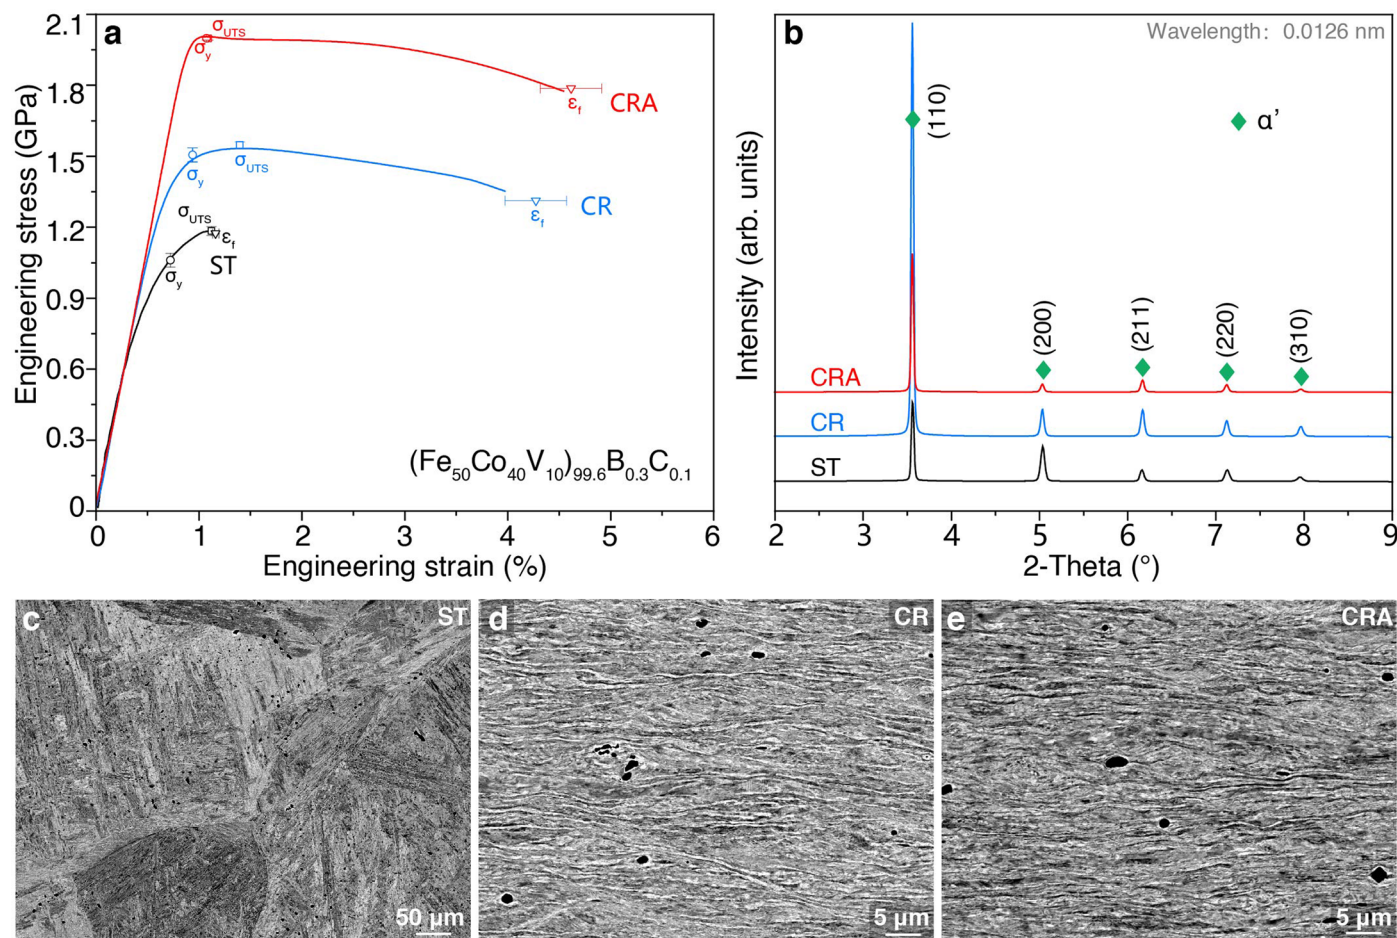 a
2.1
1.8
1.5
1.2
0.9
0.6
0.3
0
Engineering stress (GPa)
σUTS
σy
εf
CRA
σy
σUTS
εf
CR
σUTS
εf
σy
ST
(Fe50Co40V10)99.6B0.3C0.1
0 1 2 3 4 5 6
Engineering strain (%)
b
Wavelength: 0.0126 nm
Intensity (arb. units)
(110)
α’
(200)
(211)
(220)
(310)
CRA
CR
ST
2 3 4 5 6 7 8 9
2-Theta (°)
c
ST
50 μm
d
CR
5 μm
e
CRA
5 μm